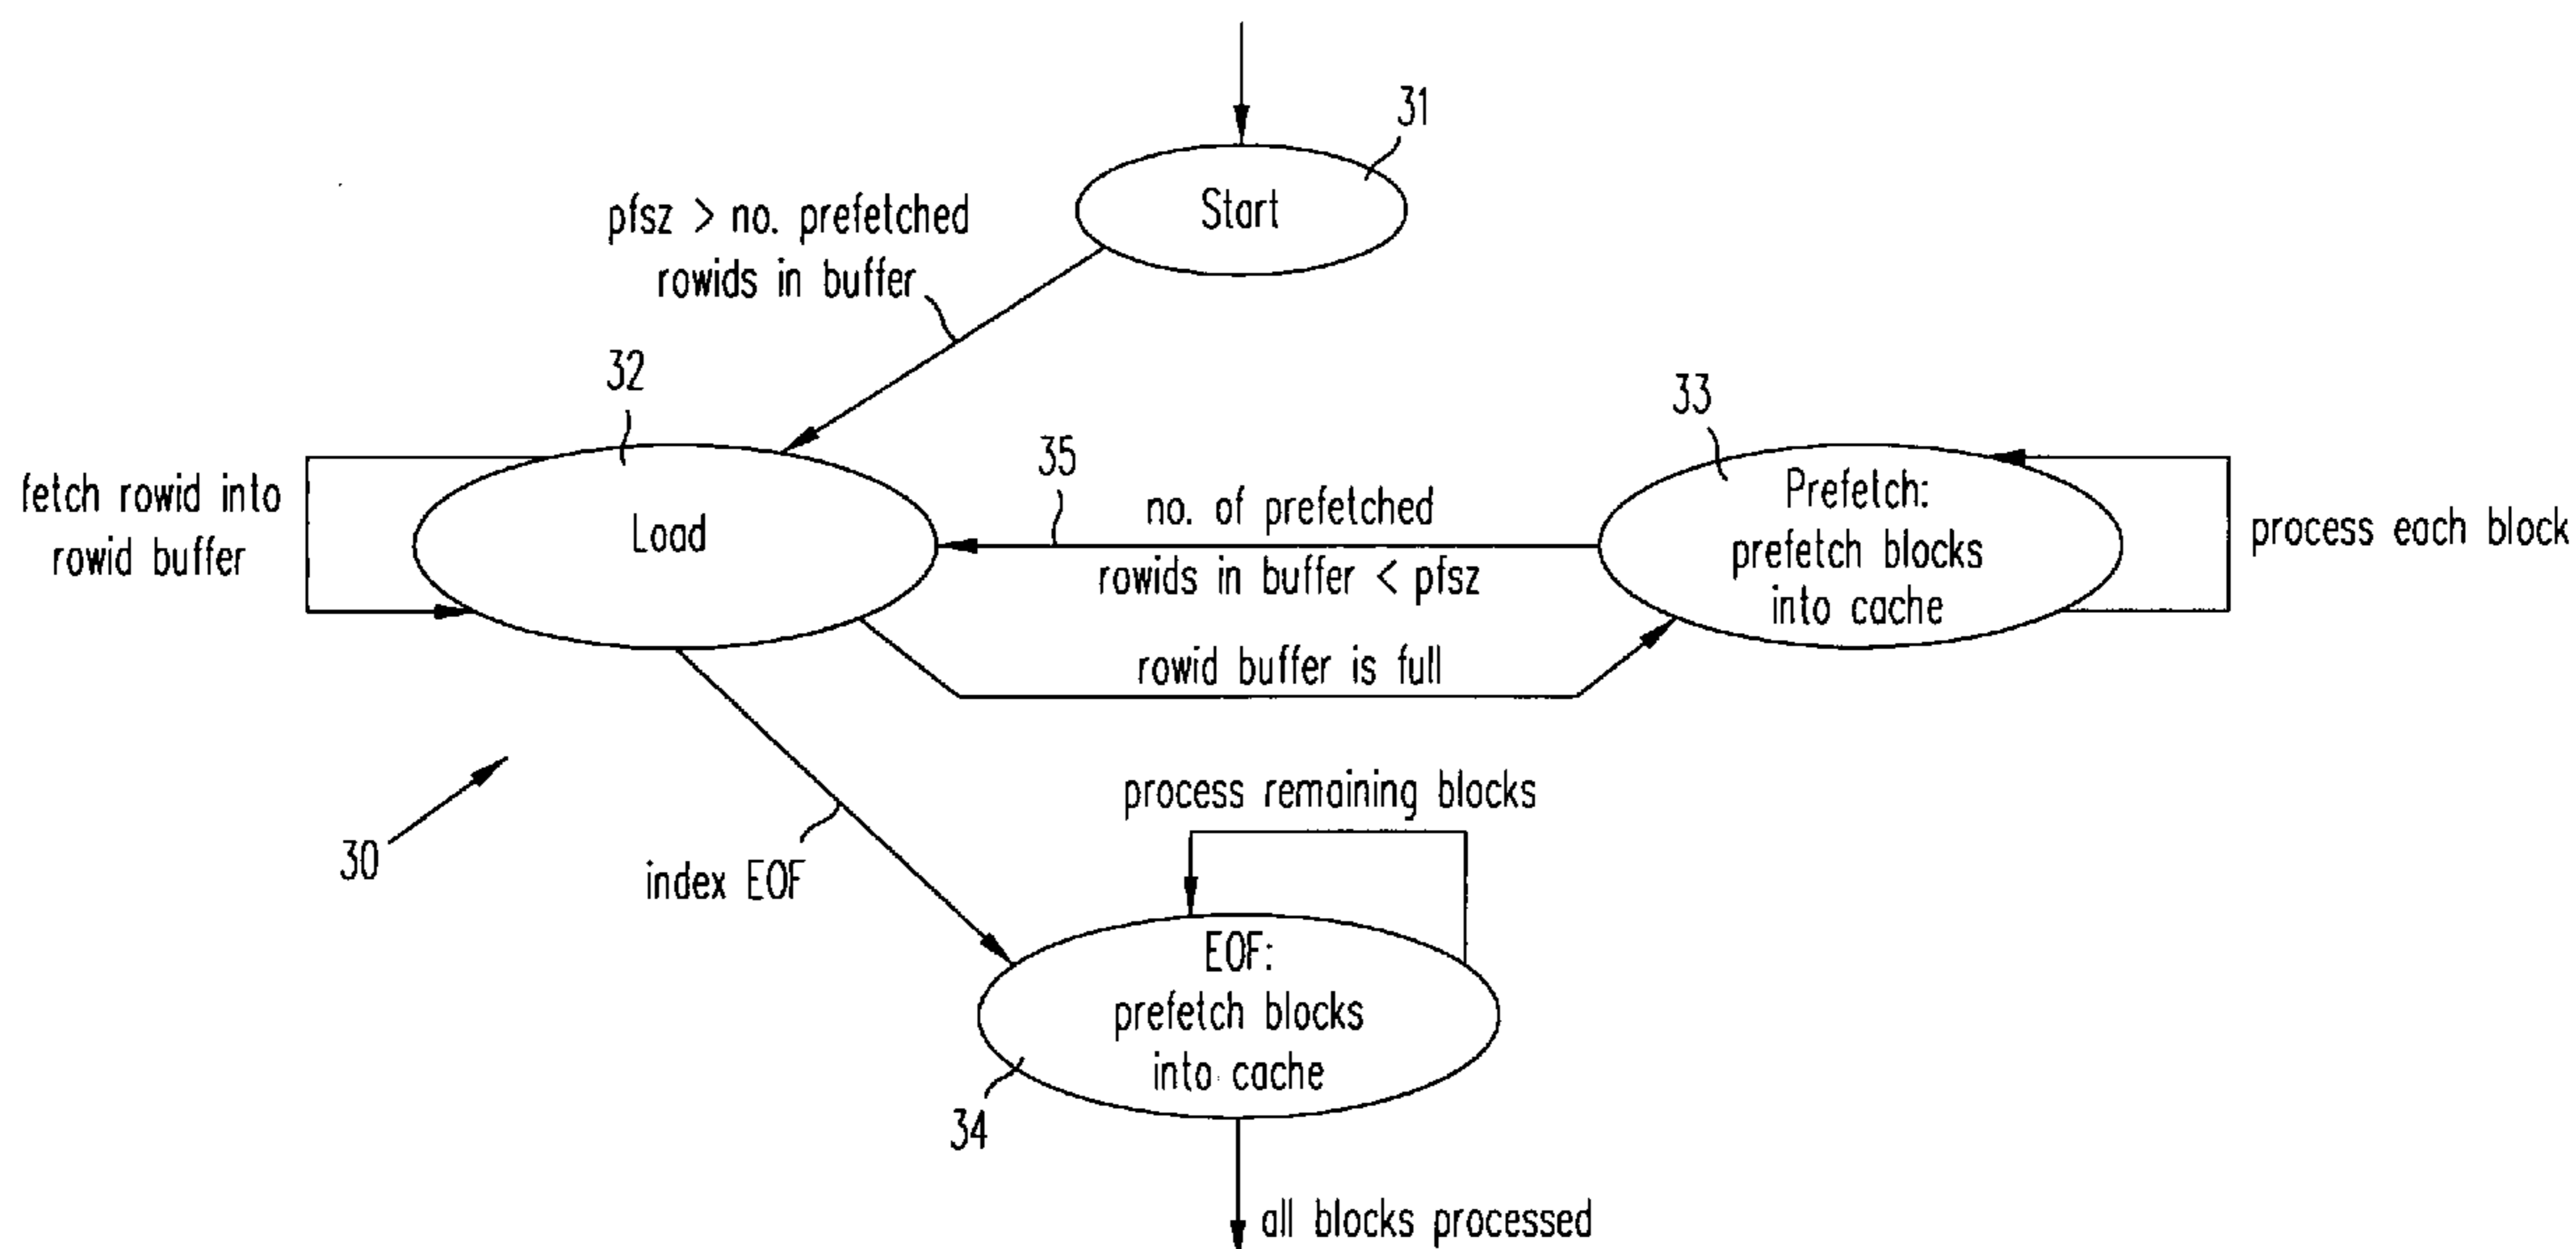 31
Start
pfsz > no. prefetched
rowids in buffer
32
33
35
fetch rowid into
rowid buffer
Load
no. of prefetched
rowids in buffer < pfsz
Prefetch:
prefetch blocks
into cache
process each block
rowid buffer is full
30
index EOF
process remaining blocks
EOF:
prefetch blocks
into cache
34
all blocks processed